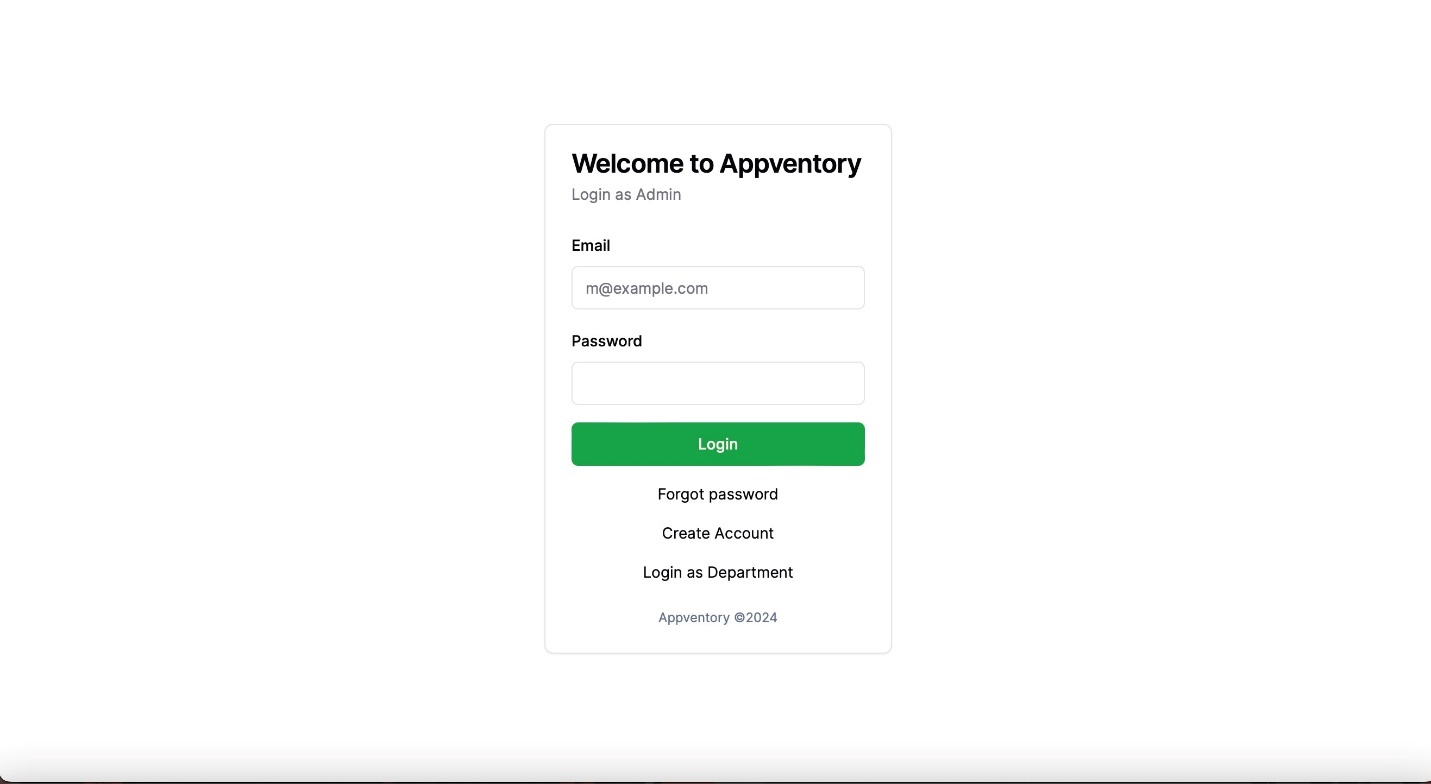 Welcome to Appventory
Login as Admin
Email
m@example.com
Password
Login
Forgot password
Create Account
Login as Department
Appventory ©2024